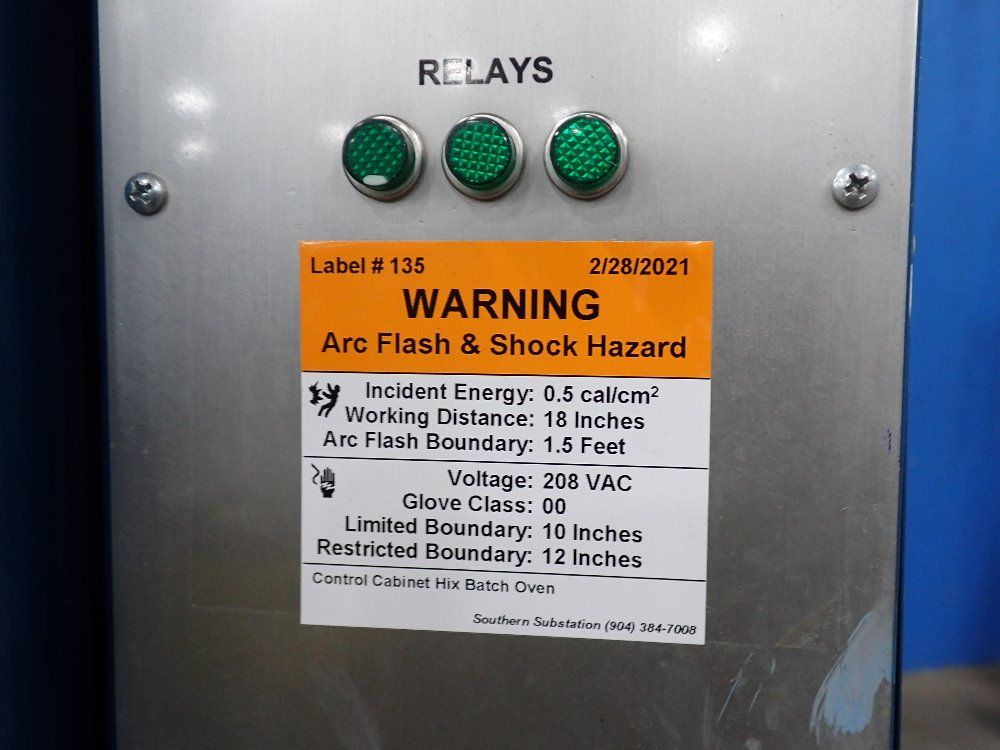 RELAYS
Label # 135 2/28/2021
WARNING
Arc Flash & Shock Hazard
Incident Energy: 0.5 cal/cm²
Working Distance: 18 Inches
Arc Flash Boundary: 1.5 Feet
Voltage: 208 VAC
Glove Class: 00
Limited Boundary: 10 Inches
Restricted Boundary: 12 Inches
Control Cabinet Hix Batch Oven
Southern Substation (904) 384-7008